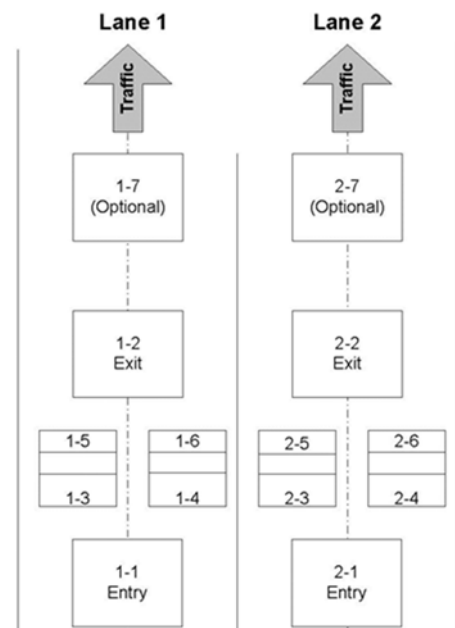 Lane 1 Lane 2
Traffic Traffic
1-7 2-7
(Optional) (Optional)
1-2 2-2
Exit Exit
1-5 1-6 2-5 2-6
1-3 1-4 2-3 2-4
1-1 2-1
Entry Entry